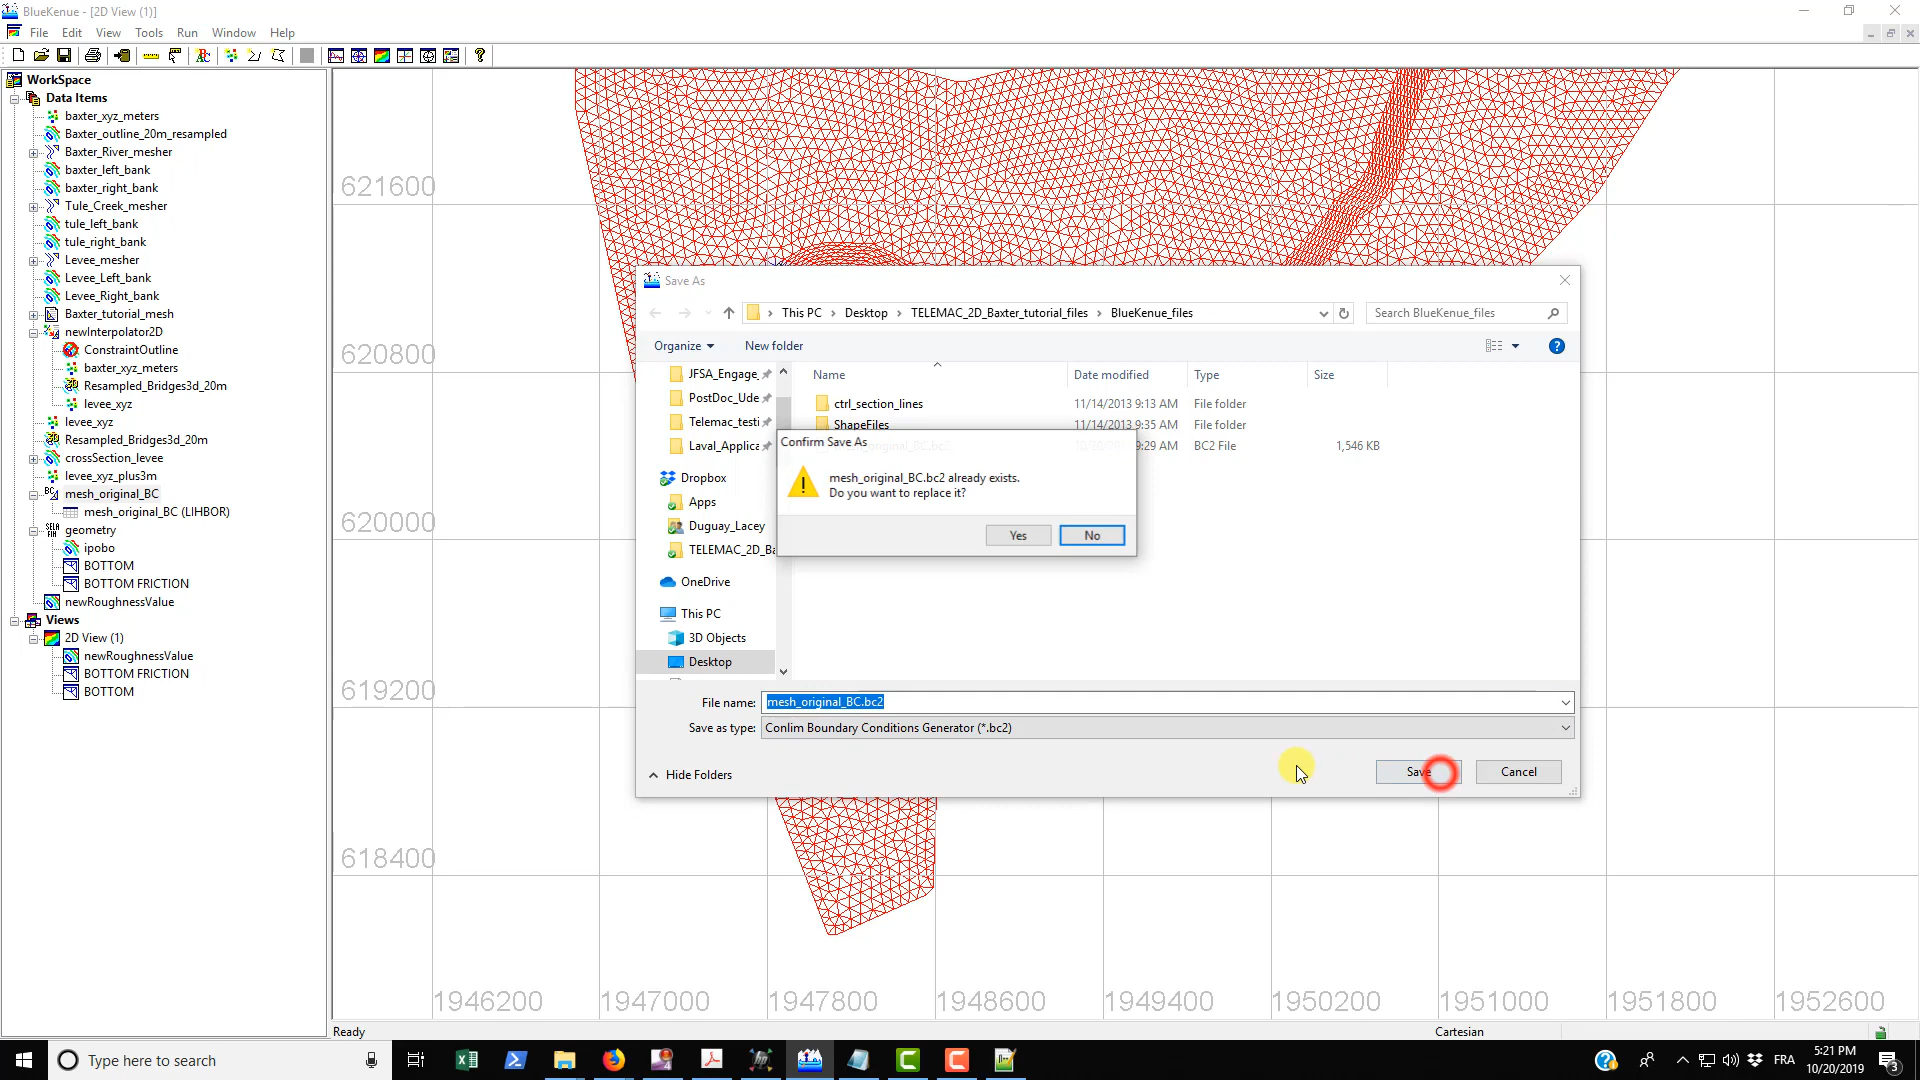 BlueKenue - [2D View (1)]
File Edit View Tools Run Window Help
WorkSpace
Data Items
baxter_xyz_meters
Baxter_outline_20m_resampled
Baxter_River_mesher
baxter_left_bank
baxter_right_bank
Tule_Creek_mesher
tule_left_bank
tule_right_bank
Levee_mesher
Levee_Left_bank
Levee_Right_bank
Baxter_tutorial_mesh
newInterpolator2D
ConstraintOutline
baxter_xyz_meters
Resampled_Bridges3d_20m
levee_xyz
levee_xyz
Resampled_Bridges3d_20m
crossSection_levee
levee_xyz_plus3m
mesh_original_BC
mesh_original_BC (LIHBOR)
geometry
ipobo
BOTTOM
BOTTOM FRICTION
newRoughnessValue
Views
2D View (1)
newRoughnessValue
BOTTOM FRICTION
BOTTOM
621600
620800
620000
619200
618400
1946200 1947000 1947800 1948600 1949400 1950200 1951000 1951800 1952600
Save As
This PC > Desktop > TELEMAC_2D_Baxter_tutorial_files > BlueKenue_files
Search BlueKenue_files
Organize New folder
JFSA_Engage_
PostDoc_Ude
Telemac_testi
Laval_Applica
Dropbox
Apps
Duguay_Lacey
TELEMAC_2D_Ba
OneDrive
This PC
3D Objects
Desktop
Name Date modified Type Size
ctrl_section_lines 11/14/2013 9:13 AM File folder
ShapeFiles 11/14/2013 9:35 AM File folder
9:29 AM BC2 File 1,546 KB
Confirm Save As
mesh_original_BC.bc2 already exists.
Do you want to replace it?
Yes No
File name: mesh_original_BC.bc2
Save as type: Conlim Boundary Conditions Generator (*.bc2)
Hide Folders
Save Cancel
Ready
Cartesian
Type here to search
FRA
5:21 PM
10/20/2019
3